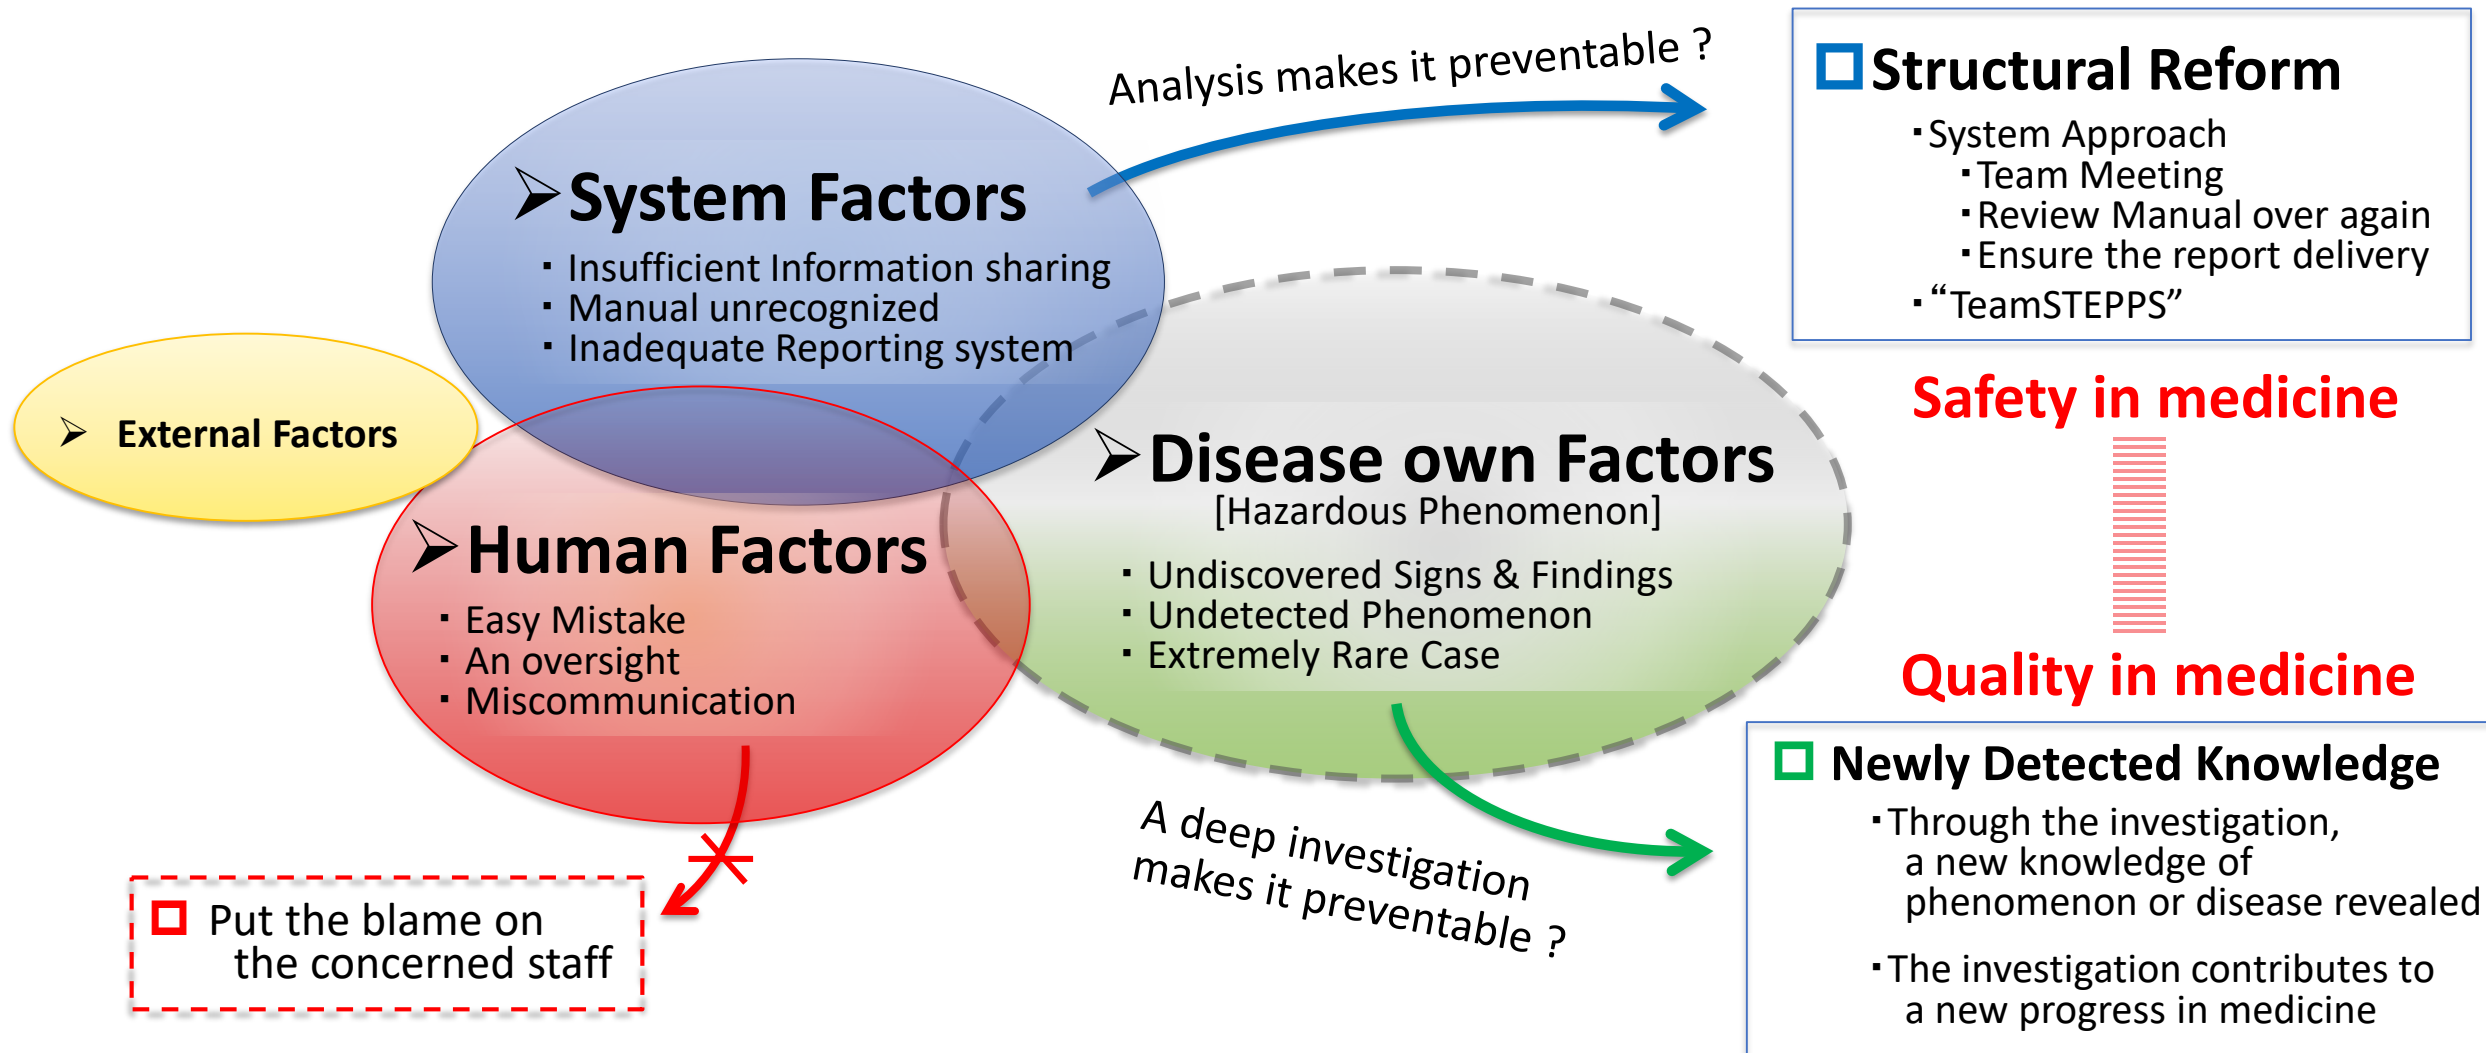 Analysis makes it preventable ?
➢System Factors
・Insufficient Information sharing
・Manual unrecognized
・Inadequate Reporting system
➢ External Factors
➢Human Factors
・Easy Mistake
・An oversight
・Miscommunication
Put the blame on
the concerned staff
➢Disease own Factors
[Hazardous Phenomenon]
・Undiscovered Signs & Findings
・Undetected Phenomenon
・Extremely Rare Case
A deep investigation
makes it preventable ?
Structural Reform
・System Approach
・Team Meeting
・Review Manual over again
・Ensure the report delivery
・“TeamSTEPPS”
Safety in medicine
Quality in medicine
Newly Detected Knowledge
・Through the investigation,
a new knowledge of
phenomenon or disease revealed
・The investigation contributes to
a new progress in medicine